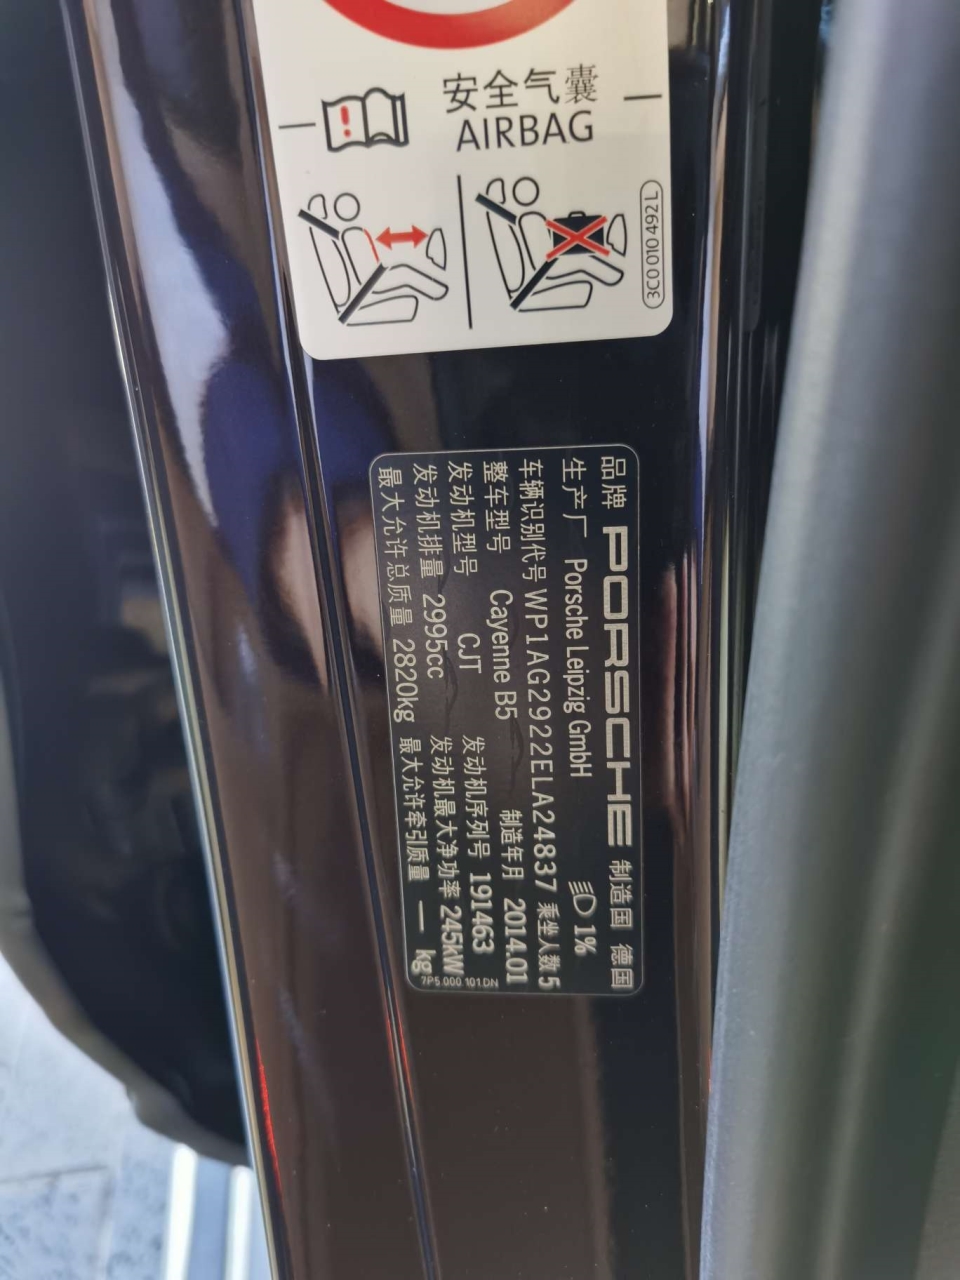 安全气囊
AIRBAG
3C0 010 492 L
品牌 PORSCHE 制造国 德国
生产厂 Porsche Leipzig GmbH 1%
车辆识别代号 WP1AG2922ELA24837 乘坐人数 5
整车型号 Cayenne B5 制造年月 2014.01
发动机型号 CJT 发动机序列号 191463
发动机排量 2995cc 发动机最大净功率 245kW
最大允许总质量 2820kg 最大允许牵引质量 — kg
7P5 000 101.DN